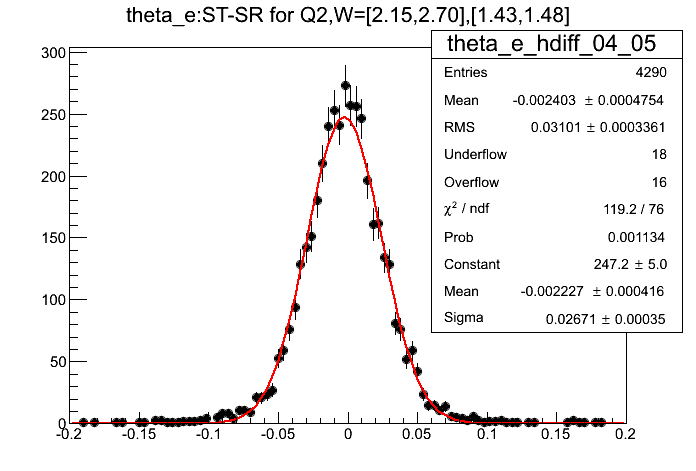 theta_e:ST-SR for Q2,W=[2.15,2.70],[1.43,1.48]
theta_e_hdiff_04_05
Entries 4290
Mean -0.002403 ± 0.0004754
RMS 0.03101 ± 0.0003361
Underflow 18
Overflow 16
χ² / ndf 119.2 / 76
Prob 0.001134
Constant 247.2 ± 5.0
Mean -0.002227 ± 0.000416
Sigma 0.02671 ± 0.00035
300
250
200
150
100
50
0
-0.2 -0.15 -0.1 -0.05 0 0.05 0.1 0.15 0.2